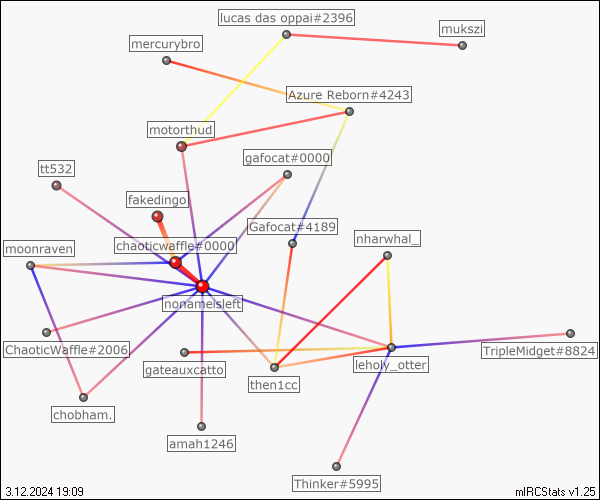 lucas das oppai#2396
mukszi
mercurybro
Azure Reborn#4243
motorthud
gafocat#0000
tt532
fakedingo
Gafocat#4189
nharwhal_
chaoticwaffle#0000
moonraven
nonameisleft
ChaoticWaffle#2006
TripleMidget#8824
gateauxcatto
leholy_otter
then1cc
chobham.
amah1246
Thinker#5995
3.12.2024 19:09
mIRCStats v1.25